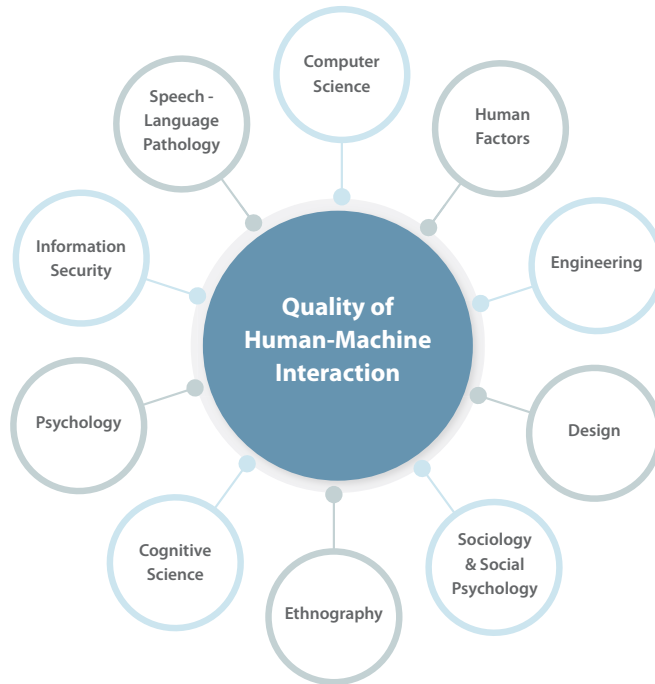 Computer
Science
Human
Factors
Engineering
Design
Sociology
& Social
Psychology
Ethnography
Cognitive
Science
Psychology
Information
Security
Speech -
Language
Pathology
Quality of
Human-Machine
Interaction